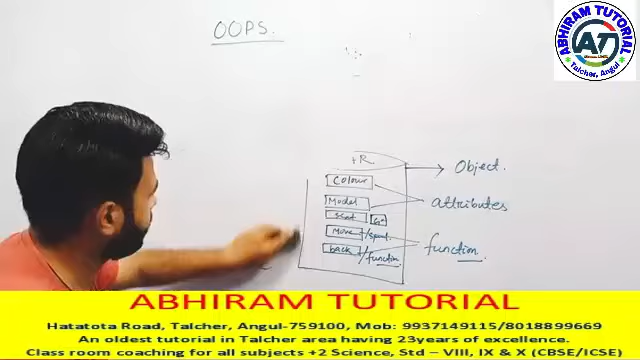 OOPS.
ABHIRAM TUTORIAL
AT
Talcher, Angul
Object.
Colour
Model
attributes
Move
function.
back
/function
ABHIRAM TUTORIAL
Hatatota Road, Talcher, Angul-759100, Mob: 9937149115/8018899669
An oldest tutorial in Talcher area having 23years of excellence.
Class room coaching for all subjects +2 Science, Std – VIII, IX & X (CBSE/ICSE)